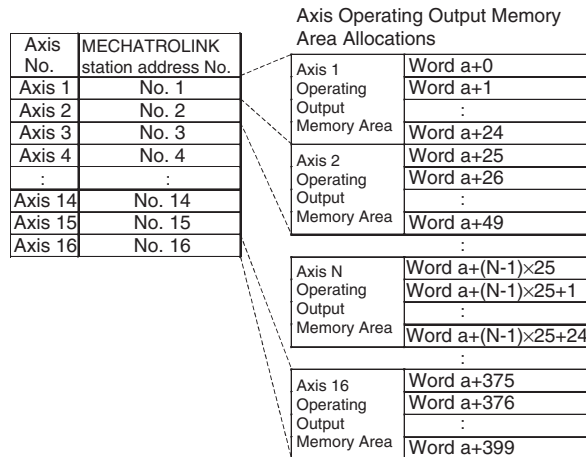 Axis Operating Output Memory
Area Allocations
Axis No. MECHATROLINK station address No.
Axis 1 No. 1
Axis 2 No. 2
Axis 3 No. 3
Axis 4 No. 4
: :
Axis 14 No. 14
Axis 15 No. 15
Axis 16 No. 16
Axis 1
Operating
Output
Memory Area
Word a+0
Word a+1
:
Word a+24
Axis 2
Operating
Output
Memory Area
Word a+25
Word a+26
:
Word a+49
:
Axis N
Operating
Output
Memory Area
Word a+(N-1)×25
Word a+(N-1)×25+1
:
Word a+(N-1)×25+24
:
Axis 16
Operating
Output
Memory Area
Word a+375
Word a+376
:
Word a+399